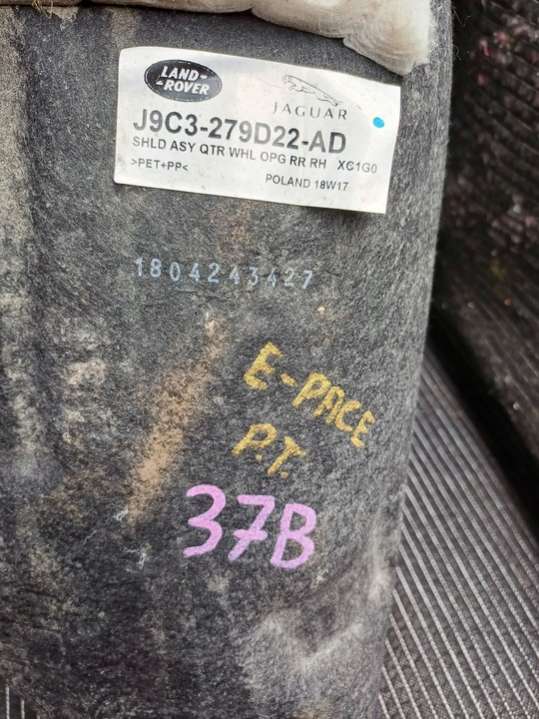 LAND-
ROVER
JAGUAR
J9C3-279D22-AD
SHLD ASY QTR WHL OPG RR RH XC1G0
>PET+PP<
POLAND 18W17
1804243427
E-PACE
P.T.
37B